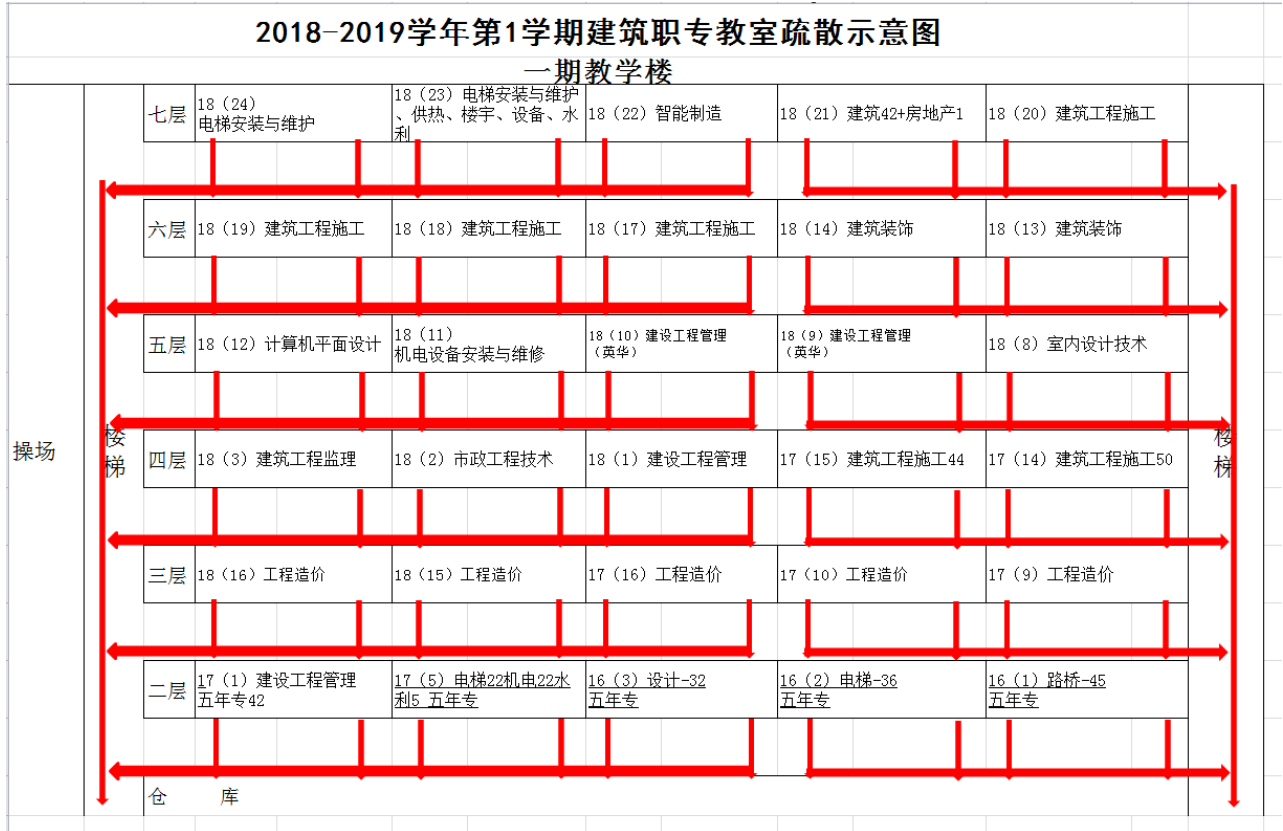 2018-2019学年第1学期建筑职专教室疏散示意图
一期教学楼
七层
18（24）
电梯安装与维护
18（23）电梯安装与维护
、供热、楼宇、设备、水
利
18（22）智能制造
18（21）建筑42+房地产1
18（20）建筑工程施工
六层
18（19）建筑工程施工
18（18）建筑工程施工
18（17）建筑工程施工
18（14）建筑装饰
18（13）建筑装饰
五层
18（12）计算机平面设计
18（11）
机电设备安装与维修
18（10）建设工程管理
（英华）
18（9）建设工程管理
（英华）
18（8）室内设计技术
操场
楼梯
四层
18（3）建筑工程监理
18（2）市政工程技术
18（1）建设工程管理
17（15）建筑工程施工44
17（14）建筑工程施工50
楼梯
三层
18（16）工程造价
18（15）工程造价
17（16）工程造价
17（10）工程造价
17（9）工程造价
二层
17（1）建设工程管理
五年专42
17（5）电梯22机电22水
利5 五年专
16（3）设计-32
五年专
16（2）电梯-36
五年专
16（1）路桥-45
五年专
仓 库